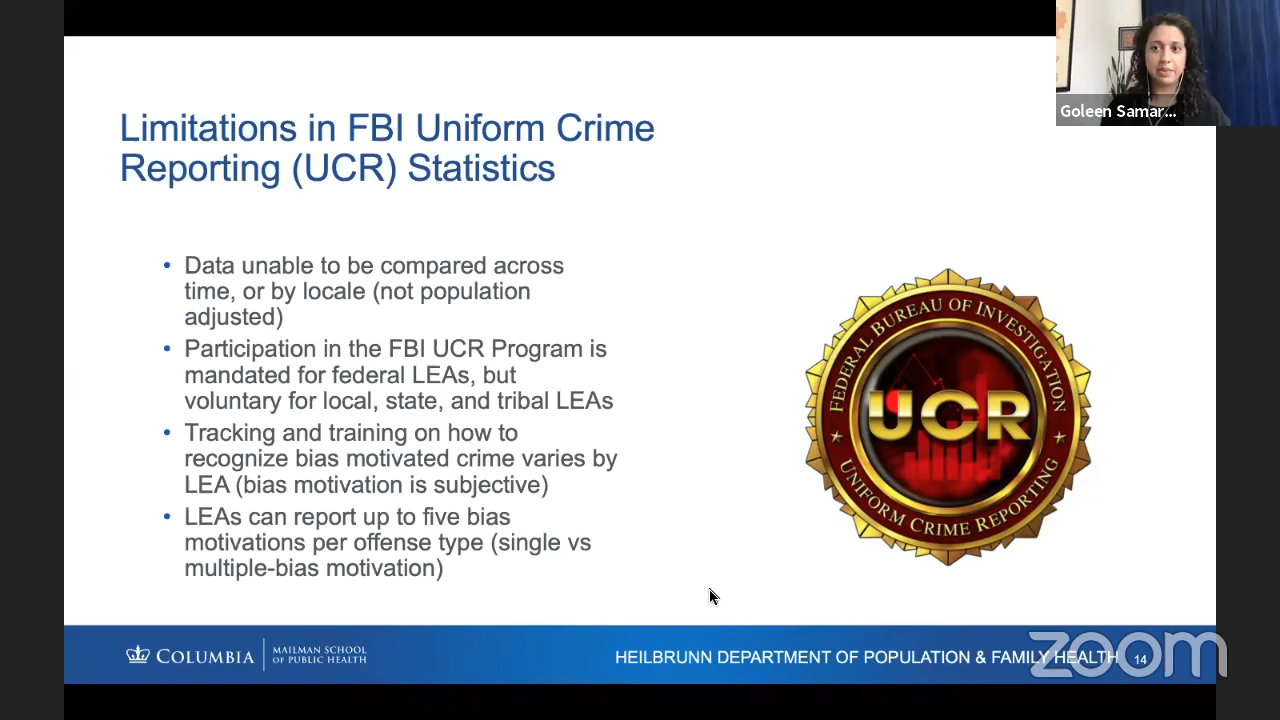 Goleen Samar...
Limitations in FBI Uniform Crime
Reporting (UCR) Statistics
• Data unable to be compared across
time, or by locale (not population
adjusted)
• Participation in the FBI UCR Program is
mandated for federal LEAs, but
voluntary for local, state, and tribal LEAs
• Tracking and training on how to
recognize bias motivated crime varies by
LEA (bias motivation is subjective)
• LEAs can report up to five bias
motivations per offense type (single vs
multiple-bias motivation)
FEDERAL BUREAU OF INVESTIGATION
UCR
UNIFORM CRIME REPORTING
COLUMBIA
MAILMAN SCHOOL
OF PUBLIC HEALTH
HEILBRUNN DEPARTMENT OF POPULATION & FAMILY HEALTH
14
zoom